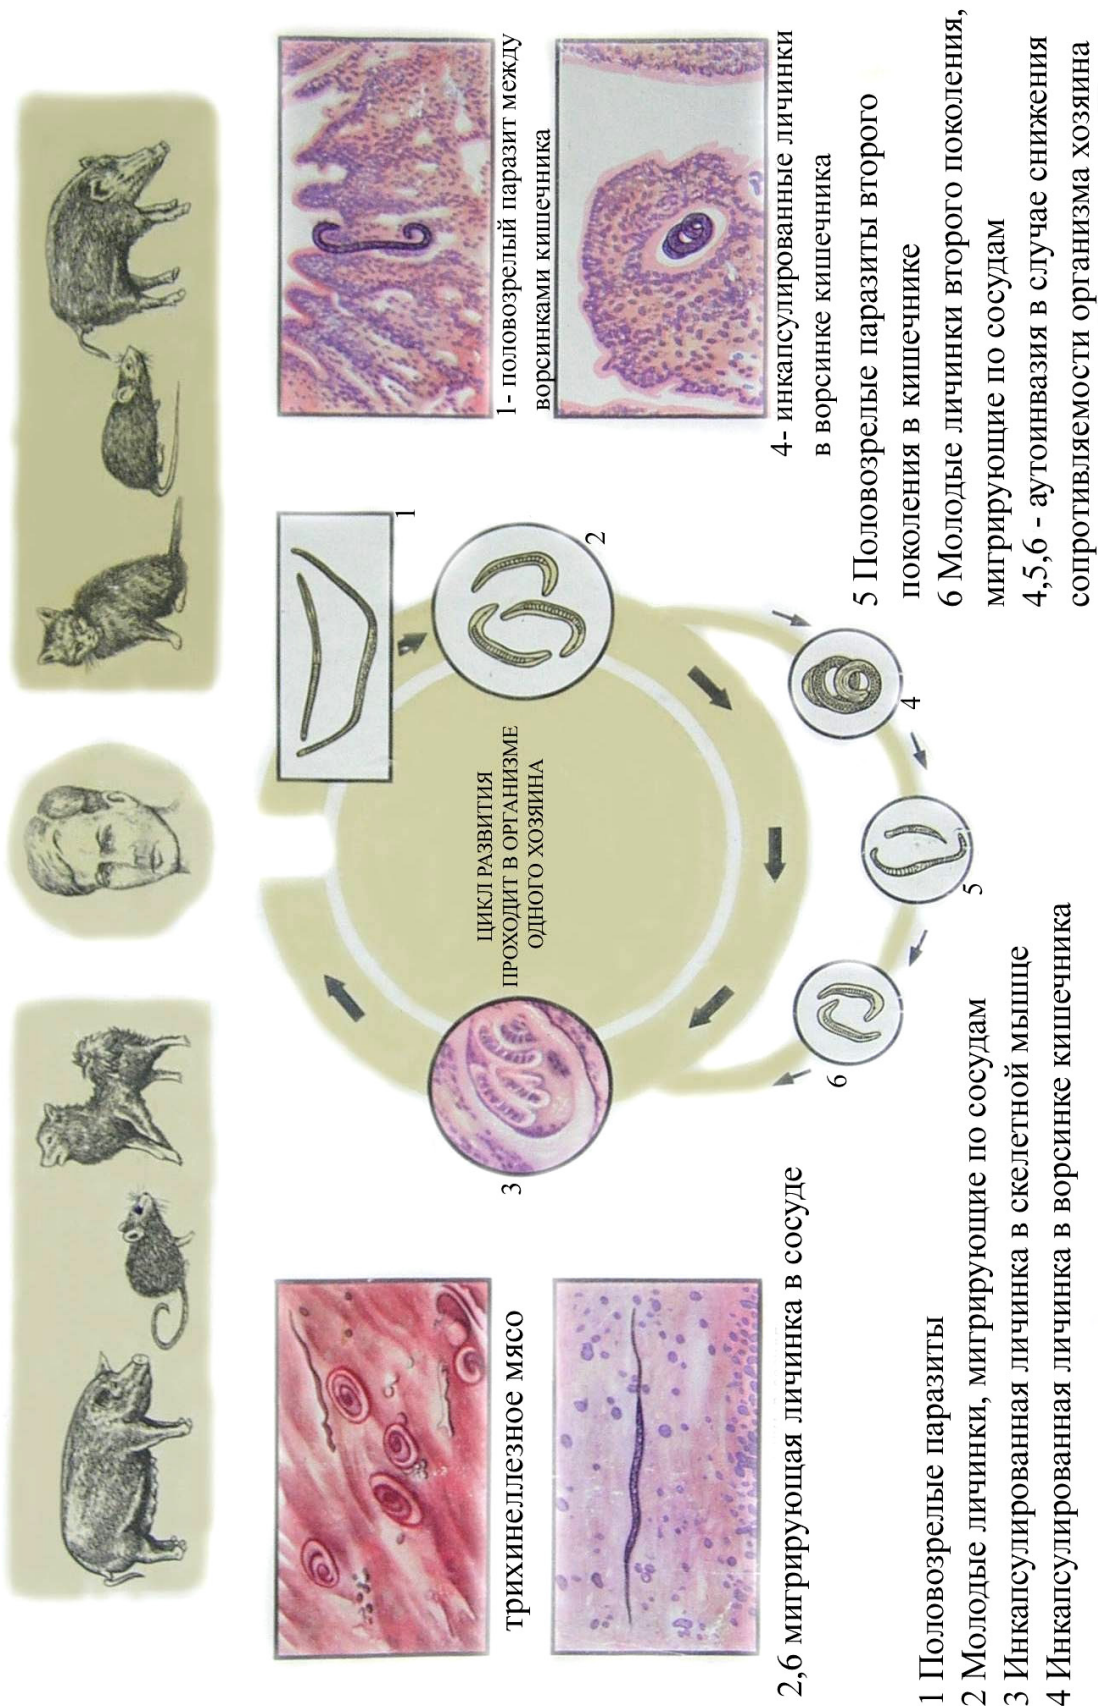 1- половозрелый паразит между
ворсинками кишечника
4- инкапсулированные личинки
в ворсинке кишечника
1
2
3
4
5
6
ЦИКЛ РАЗВИТИЯ
ПРОХОДИТ В ОРГАНИЗМЕ
ОДНОГО ХОЗЯИНА
трихинеллезное мясо
2,6 мигрирующая личинка в сосуде
1 Половозрелые паразиты
2 Молодые личинки, мигрирующие по сосудам
3 Инкапсулированная личинка в скелетной мышце
4 Инкапсулированная личинка в ворсинке кишечника
5 Половозрелые паразиты второго
поколения в кишечнике
6 Молодые личинки второго поколения,
мигрирующие по сосудам
4,5,6 - аутоинвазия в случае снижения
сопротивляемости организма хозяина